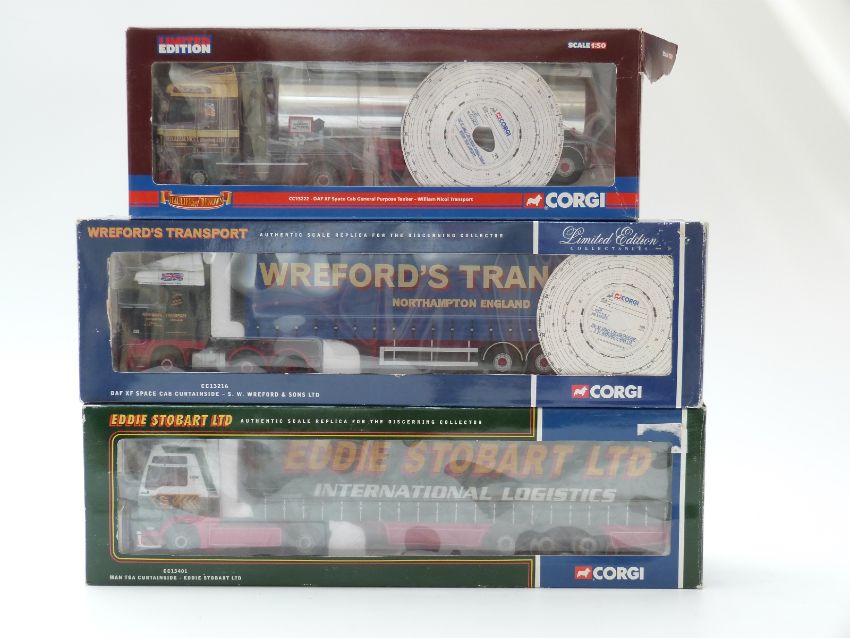 LIMITED
EDITION
SCALE 1:50
CORGI
CC13222 - DAF XF Space Cab General Purpose Tanker - William Nicol Transport
CORGI
WREFORD'S TRANSPORT
AUTHENTIC SCALE REPLICA FOR THE DISCERNING COLLECTOR
Limited Edition
COLLECTABLES
WREFORD'S TRAN
NORTHAMPTON ENGLAND
CORGI
CC13216
DAF XF SPACE CAB CURTAINSIDE - S. W. WREFORD & SONS LTD
CORGI
EDDIE STOBART LTD
AUTHENTIC SCALE REPLICA FOR THE DISCERNING COLLECTOR
EDDIE STOBART LTD
INTERNATIONAL LOGISTICS
CC13401
MAN TGA CURTAINSIDE - EDDIE STOBART LTD
CORGI